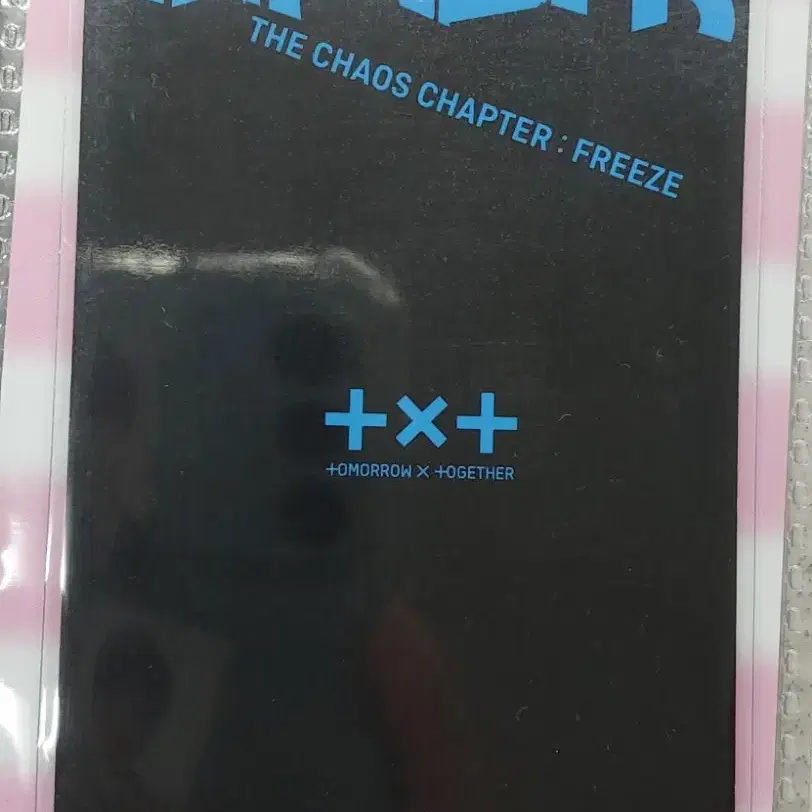 THE CHAOS CHAPTER : FREEZE
+×+
+OMORROW × +OGETHER